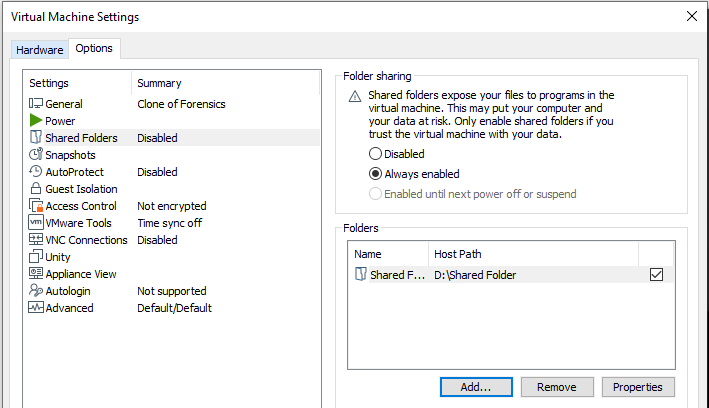 Virtual Machine Settings
Hardware Options
Settings Summary
General Clone of Forensics
Power
Shared Folders Disabled
Snapshots
AutoProtect Disabled
Guest Isolation
Access Control Not encrypted
vm VMware Tools Time sync off
VNC Connections Disabled
Unity
Appliance View
Autologin Not supported
Advanced Default/Default
Folder sharing
Shared folders expose your files to programs in the
virtual machine. This may put your computer and
your data at risk. Only enable shared folders if you
trust the virtual machine with your data.
Disabled
Always enabled
Enabled until next power off or suspend
Folders
Name Host Path
Shared F... D:\Shared Folder
Add... Remove Properties